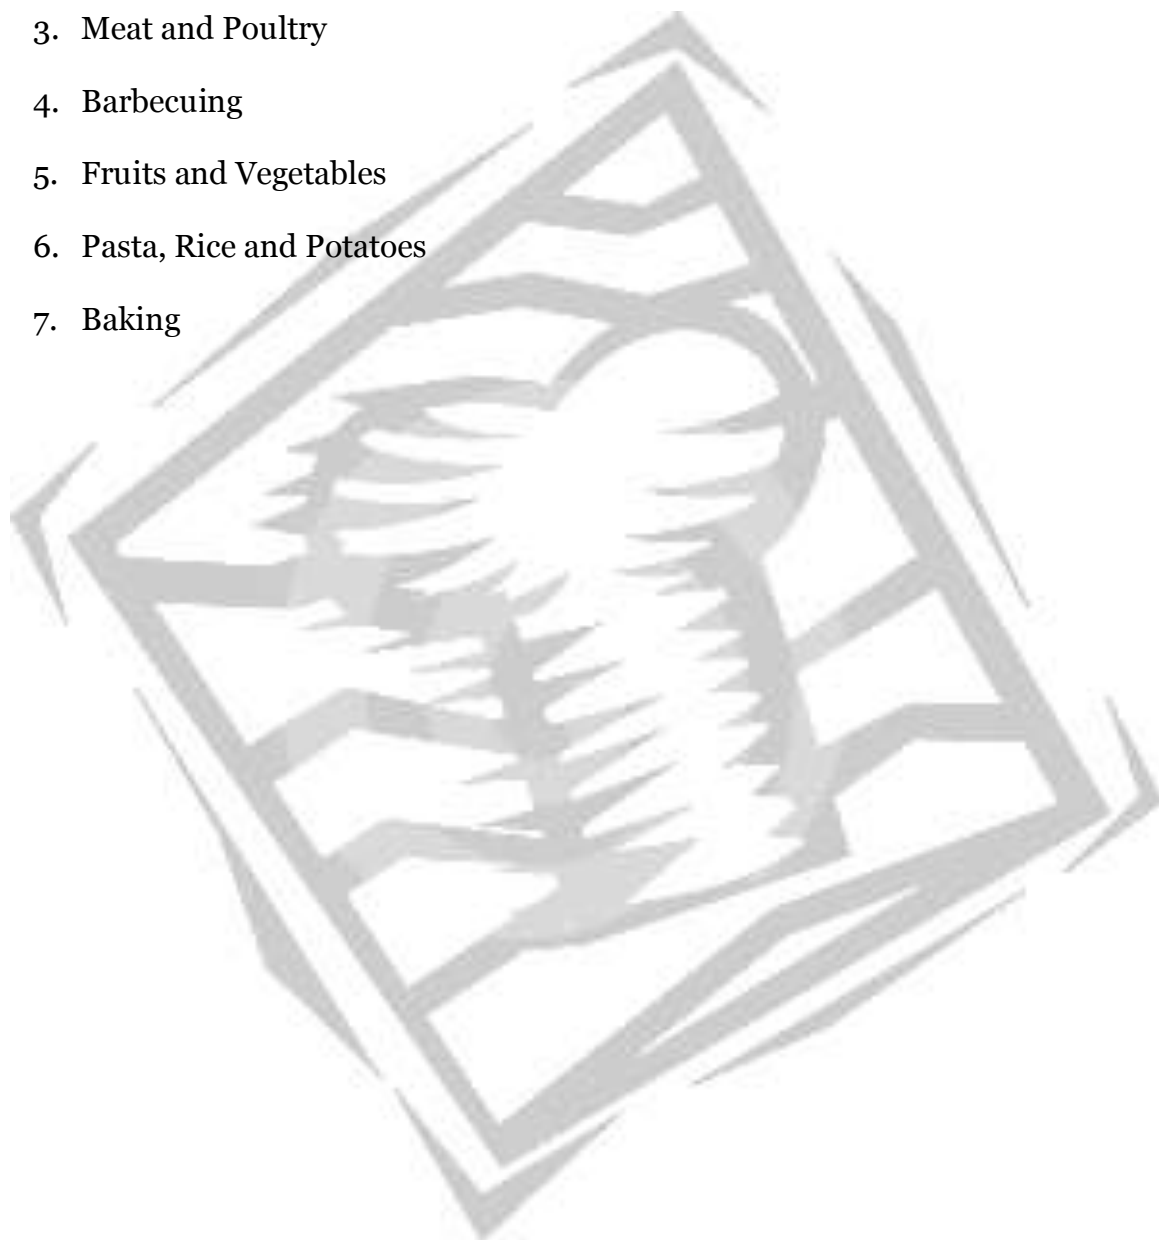 3. Meat and Poultry
4. Barbecuing
5. Fruits and Vegetables
6. Pasta, Rice and Potatoes
7. Baking